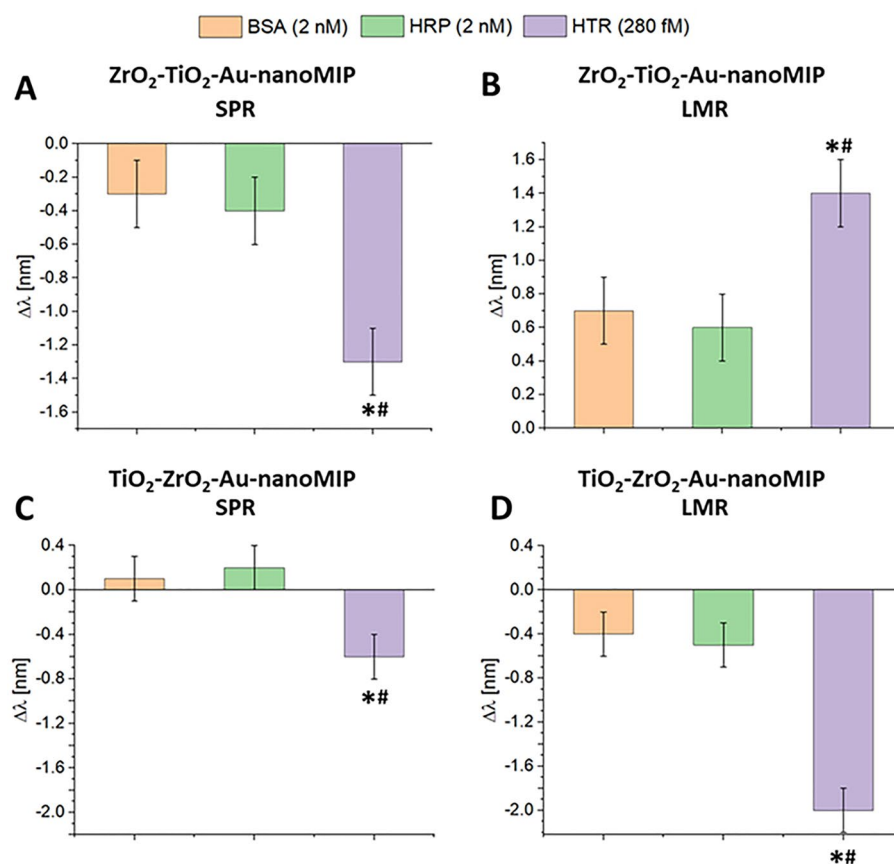 BSA (2 nM) HRP (2 nM) HTR (280 fM)
A
ZrO₂-TiO₂-Au-nanoMIP
SPR
0.0
-0.2
-0.4
-0.6
-0.8
-1.0
-1.2
-1.4
-1.6
Δλ [nm]
*#
B
ZrO₂-TiO₂-Au-nanoMIP
LMR
1.6
1.4
1.2
1.0
0.8
0.6
0.4
0.2
0.0
Δλ [nm]
*#
C
TiO₂-ZrO₂-Au-nanoMIP
SPR
0.4
0.0
-0.4
-0.8
-1.2
-1.6
-2.0
Δλ [nm]
*#
D
TiO₂-ZrO₂-Au-nanoMIP
LMR
0.4
0.0
-0.4
-0.8
-1.2
-1.6
-2.0
Δλ [nm]
*#